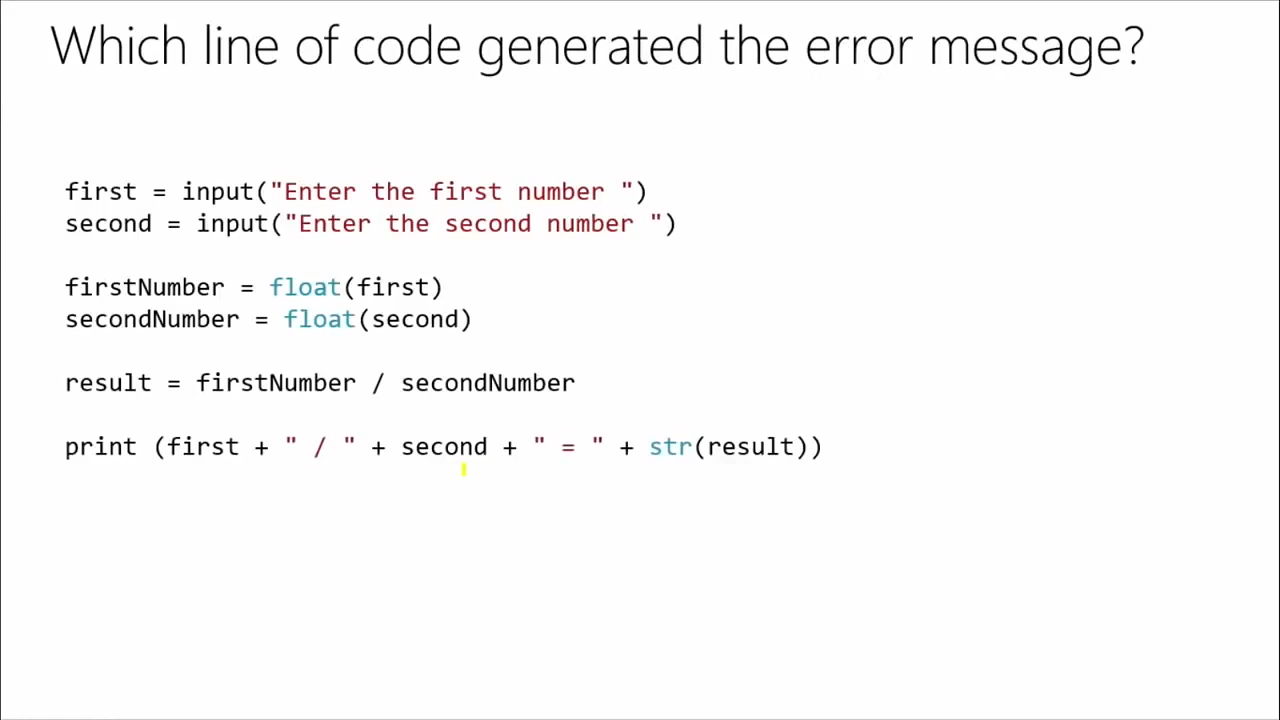 Which line of code generated the error message?
first = input("Enter the first number ")
second = input("Enter the second number ")
firstNumber = float(first)
secondNumber = float(second)
result = firstNumber / secondNumber
print (first + " / " + second + " = " + str(result))